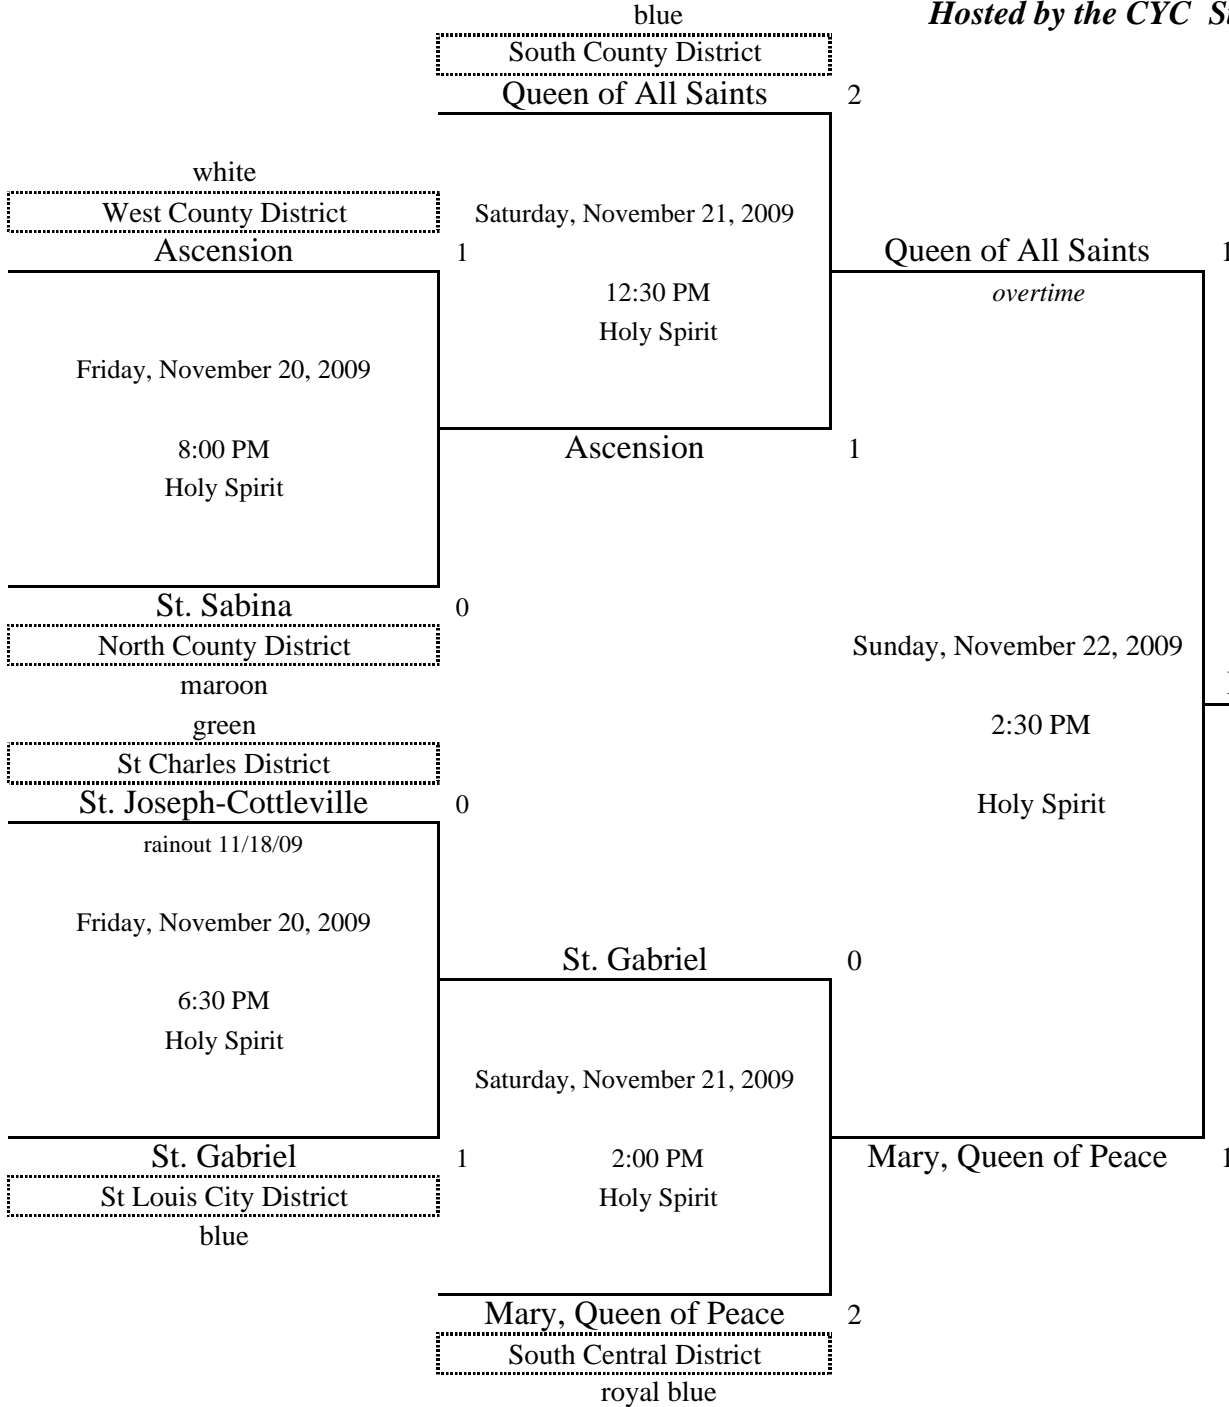 blue
Hosted by the CYC
South County District
Queen of All Saints 2
white
West County District
Saturday, November 21, 2009
Ascension 1
Queen of All Saints 1
12:30 PM
overtime
Holy Spirit
Friday, November 20, 2009
8:00 PM
Ascension 1
Holy Spirit
St. Sabina 0
North County District
Sunday, November 22, 2009
maroon
green
2:30 PM
St Charles District
St. Joseph-Cottleville 0
Holy Spirit
rainout 11/18/09
Friday, November 20, 2009
St. Gabriel 0
6:30 PM
Holy Spirit
Saturday, November 21, 2009
St. Gabriel 1
2:00 PM
Mary, Queen of Peace 1
St Louis City District
Holy Spirit
blue
Mary, Queen of Peace 2
South Central District
royal blue